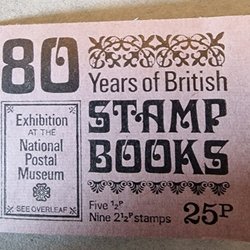 80
Years of British
STAMP
BOOKS
Exhibition
AT THE
National
Postal
Museum
SEE OVERLEAF
Five ½P
Nine 2½P stamps
25P